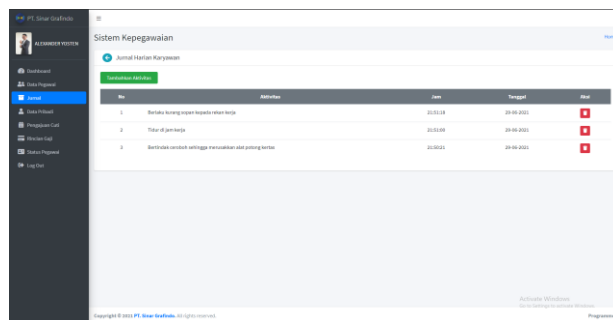 PT. Sinar Grafindo
ALEXANDER YOSTEN
Dashboard
Data Pegawai
Jurnal
Data Pribadi
Pengajuan Cuti
Rincian Gaji
Status Pegawai
Log Out
Sistem Kepegawaian
Jurnal Harian Karyawan
Tambahkan Aktivitas
No Aktivitas Jam Tanggal Aksi
1 Berlaku kurang sopan kepada rekan kerja 21:51:18 29-06-2021
2 Tidur di jam kerja 21:51:00 29-06-2021
3 Bertindak ceroboh sehingga merusakkan alat potong kertas 21:50:21 29-06-2021
Activate Windows
Go to Settings to activate Windows.
Copyright © 2021 PT. Sinar Grafindo. All rights reserved.